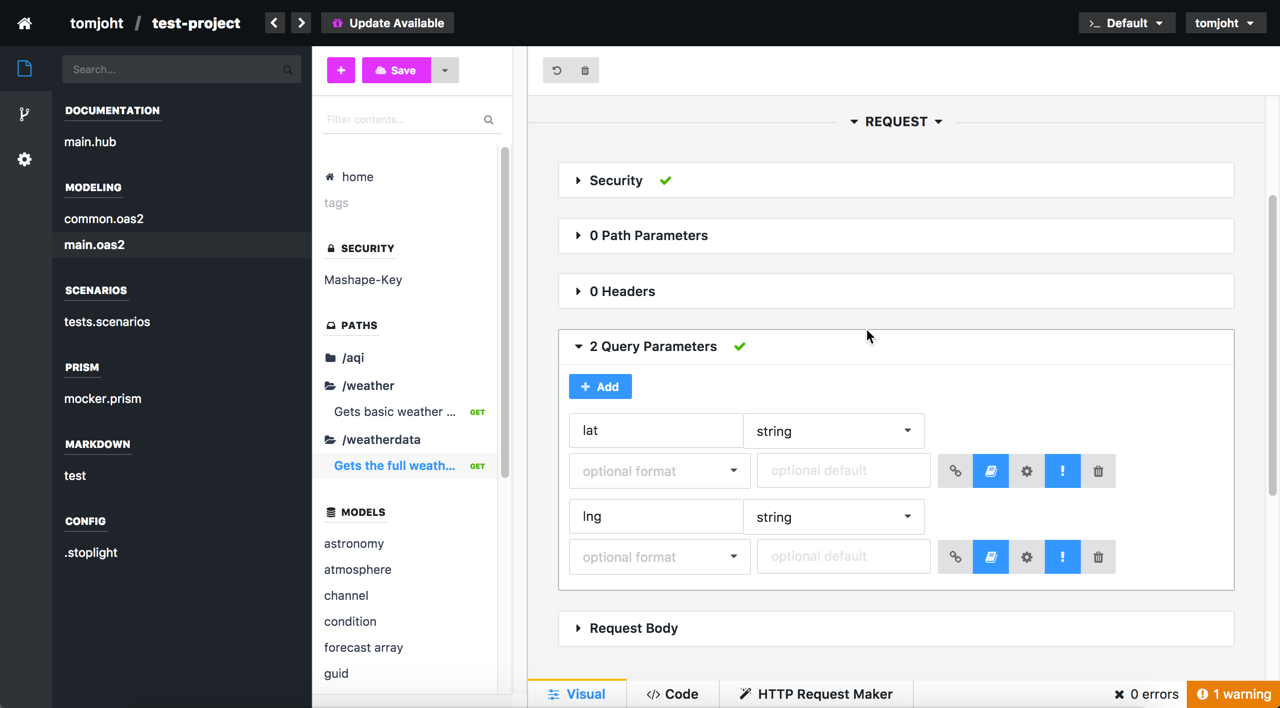 tomjoht / test-project
Update Available
>_ Default
tomjoht
Search...
DOCUMENTATION
main.hub
MODELING
common.oas2
main.oas2
SCENARIOS
tests.scenarios
PRISM
mocker.prism
MARKDOWN
test
CONFIG
.stoplight
+ Save
Filter contents...
home
tags
SECURITY
Mashape-Key
PATHS
/aqi
/weather
Gets basic weather ... GET
/weatherdata
Gets the full weath... GET
MODELS
astronomy
atmosphere
channel
condition
forecast array
guid
REQUEST
Security
0 Path Parameters
0 Headers
2 Query Parameters
+ Add
lat string
optional format optional default
lng string
optional format optional default
Request Body
Visual
</> Code
HTTP Request Maker
0 errors
1 warning